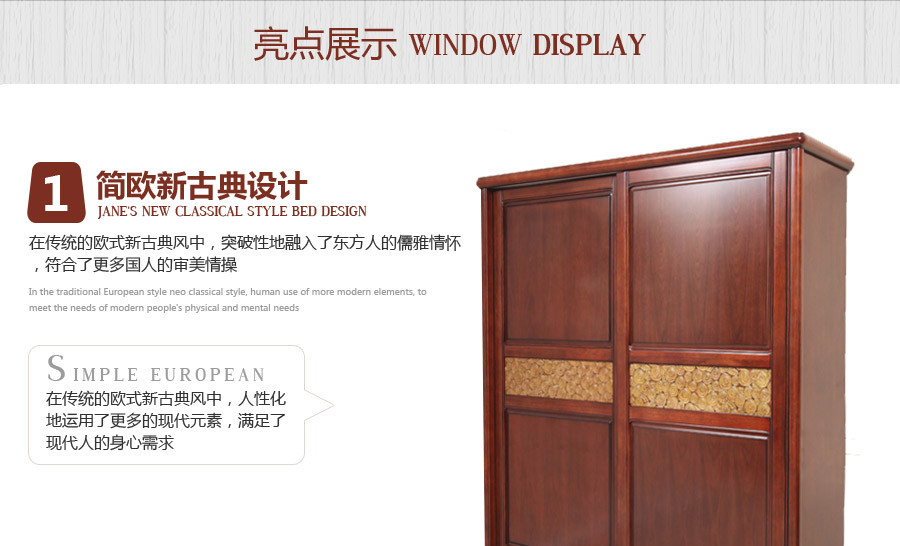 亮点展示 WINDOW DISPLAY
1 简欧新古典设计
JANE'S NEW CLASSICAL STYLE BED DESIGN
在传统的欧式新古典风中，突破性地融入了东方人的儒雅情怀
，符合了更多国人的审美情操
In the traditional European style neo classical style, human use of more modern elements, to
meet the needs of modern people's physical and mental needs
SIMPLE EUROPEAN
在传统的欧式新古典风中，人性化
地运用了更多的现代元素，满足了
现代人的身心需求